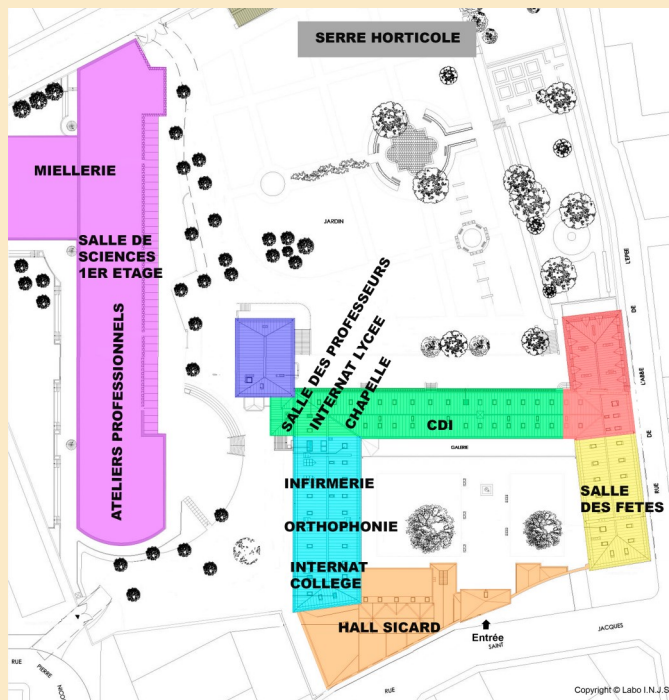 SERRE HORTICOLE
MIELLERIE
JARDIN
SALLE DE
SCIENCES
1ER ETAGE
ATELIERS PROFESSIONNELS
SALLE DES PROFESSEURS
INTERNAT LYCEE
CHAPELLE
CDI
GALERIE
INFIRMERIE
ORTHOPHONIE
INTERNAT
COLLEGE
SALLE
DES FETES
HALL SICARD
Entrée
RUE DE L'ABBE DE L'EPEE
RUE SAINT JACQUES
RUE PIERRE
Copyright © Labo I.N.J.S